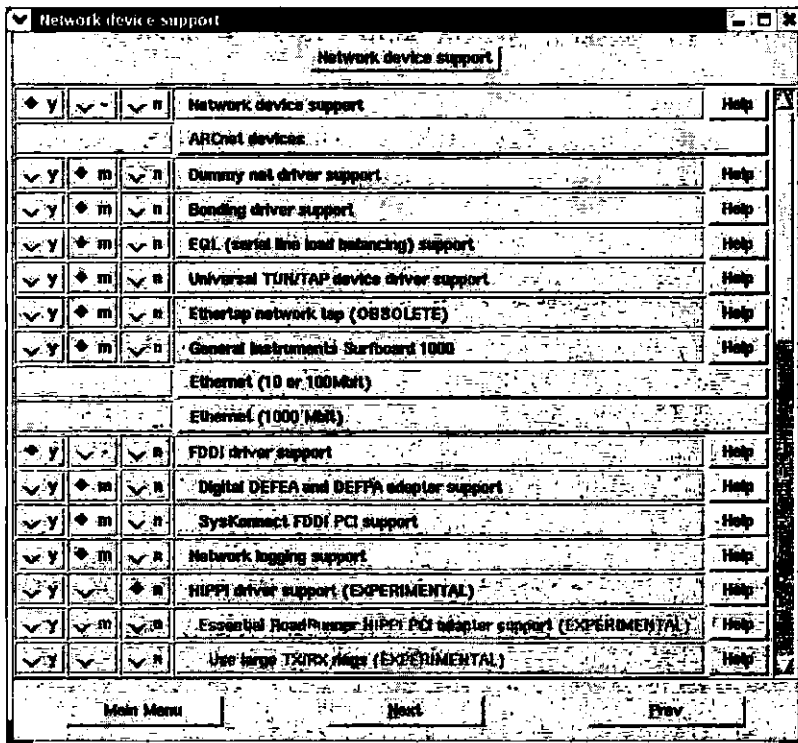 Network device support
Network device support
y - n Network device support Help
ARCnet devices
y m n Dummy net driver support Help
y m n Bonding driver support Help
y m n EQL (serial line load balancing) support Help
y m n Universal TUN/TAP device driver support Help
y m n Ethertap network tap (OBSOLETE) Help
y m n General Instruments Surfboard 1000 Help
Ethernet (10 or 100Mbit)
Ethernet (1000 Mbit)
y - n FDDI driver support Help
y m n Digital DEFEA and DEFPA adapter support Help
y m n SysKonnect FDDI PCI support Help
y m n Network logging support Help
y - n HIPPI driver support (EXPERIMENTAL) Help
y m n Essential RoadRunner HIPPI PCI adapter support (EXPERIMENTAL) Help
y n Use large TX/RX rings (EXPERIMENTAL) Help
Main Menu Next Prev